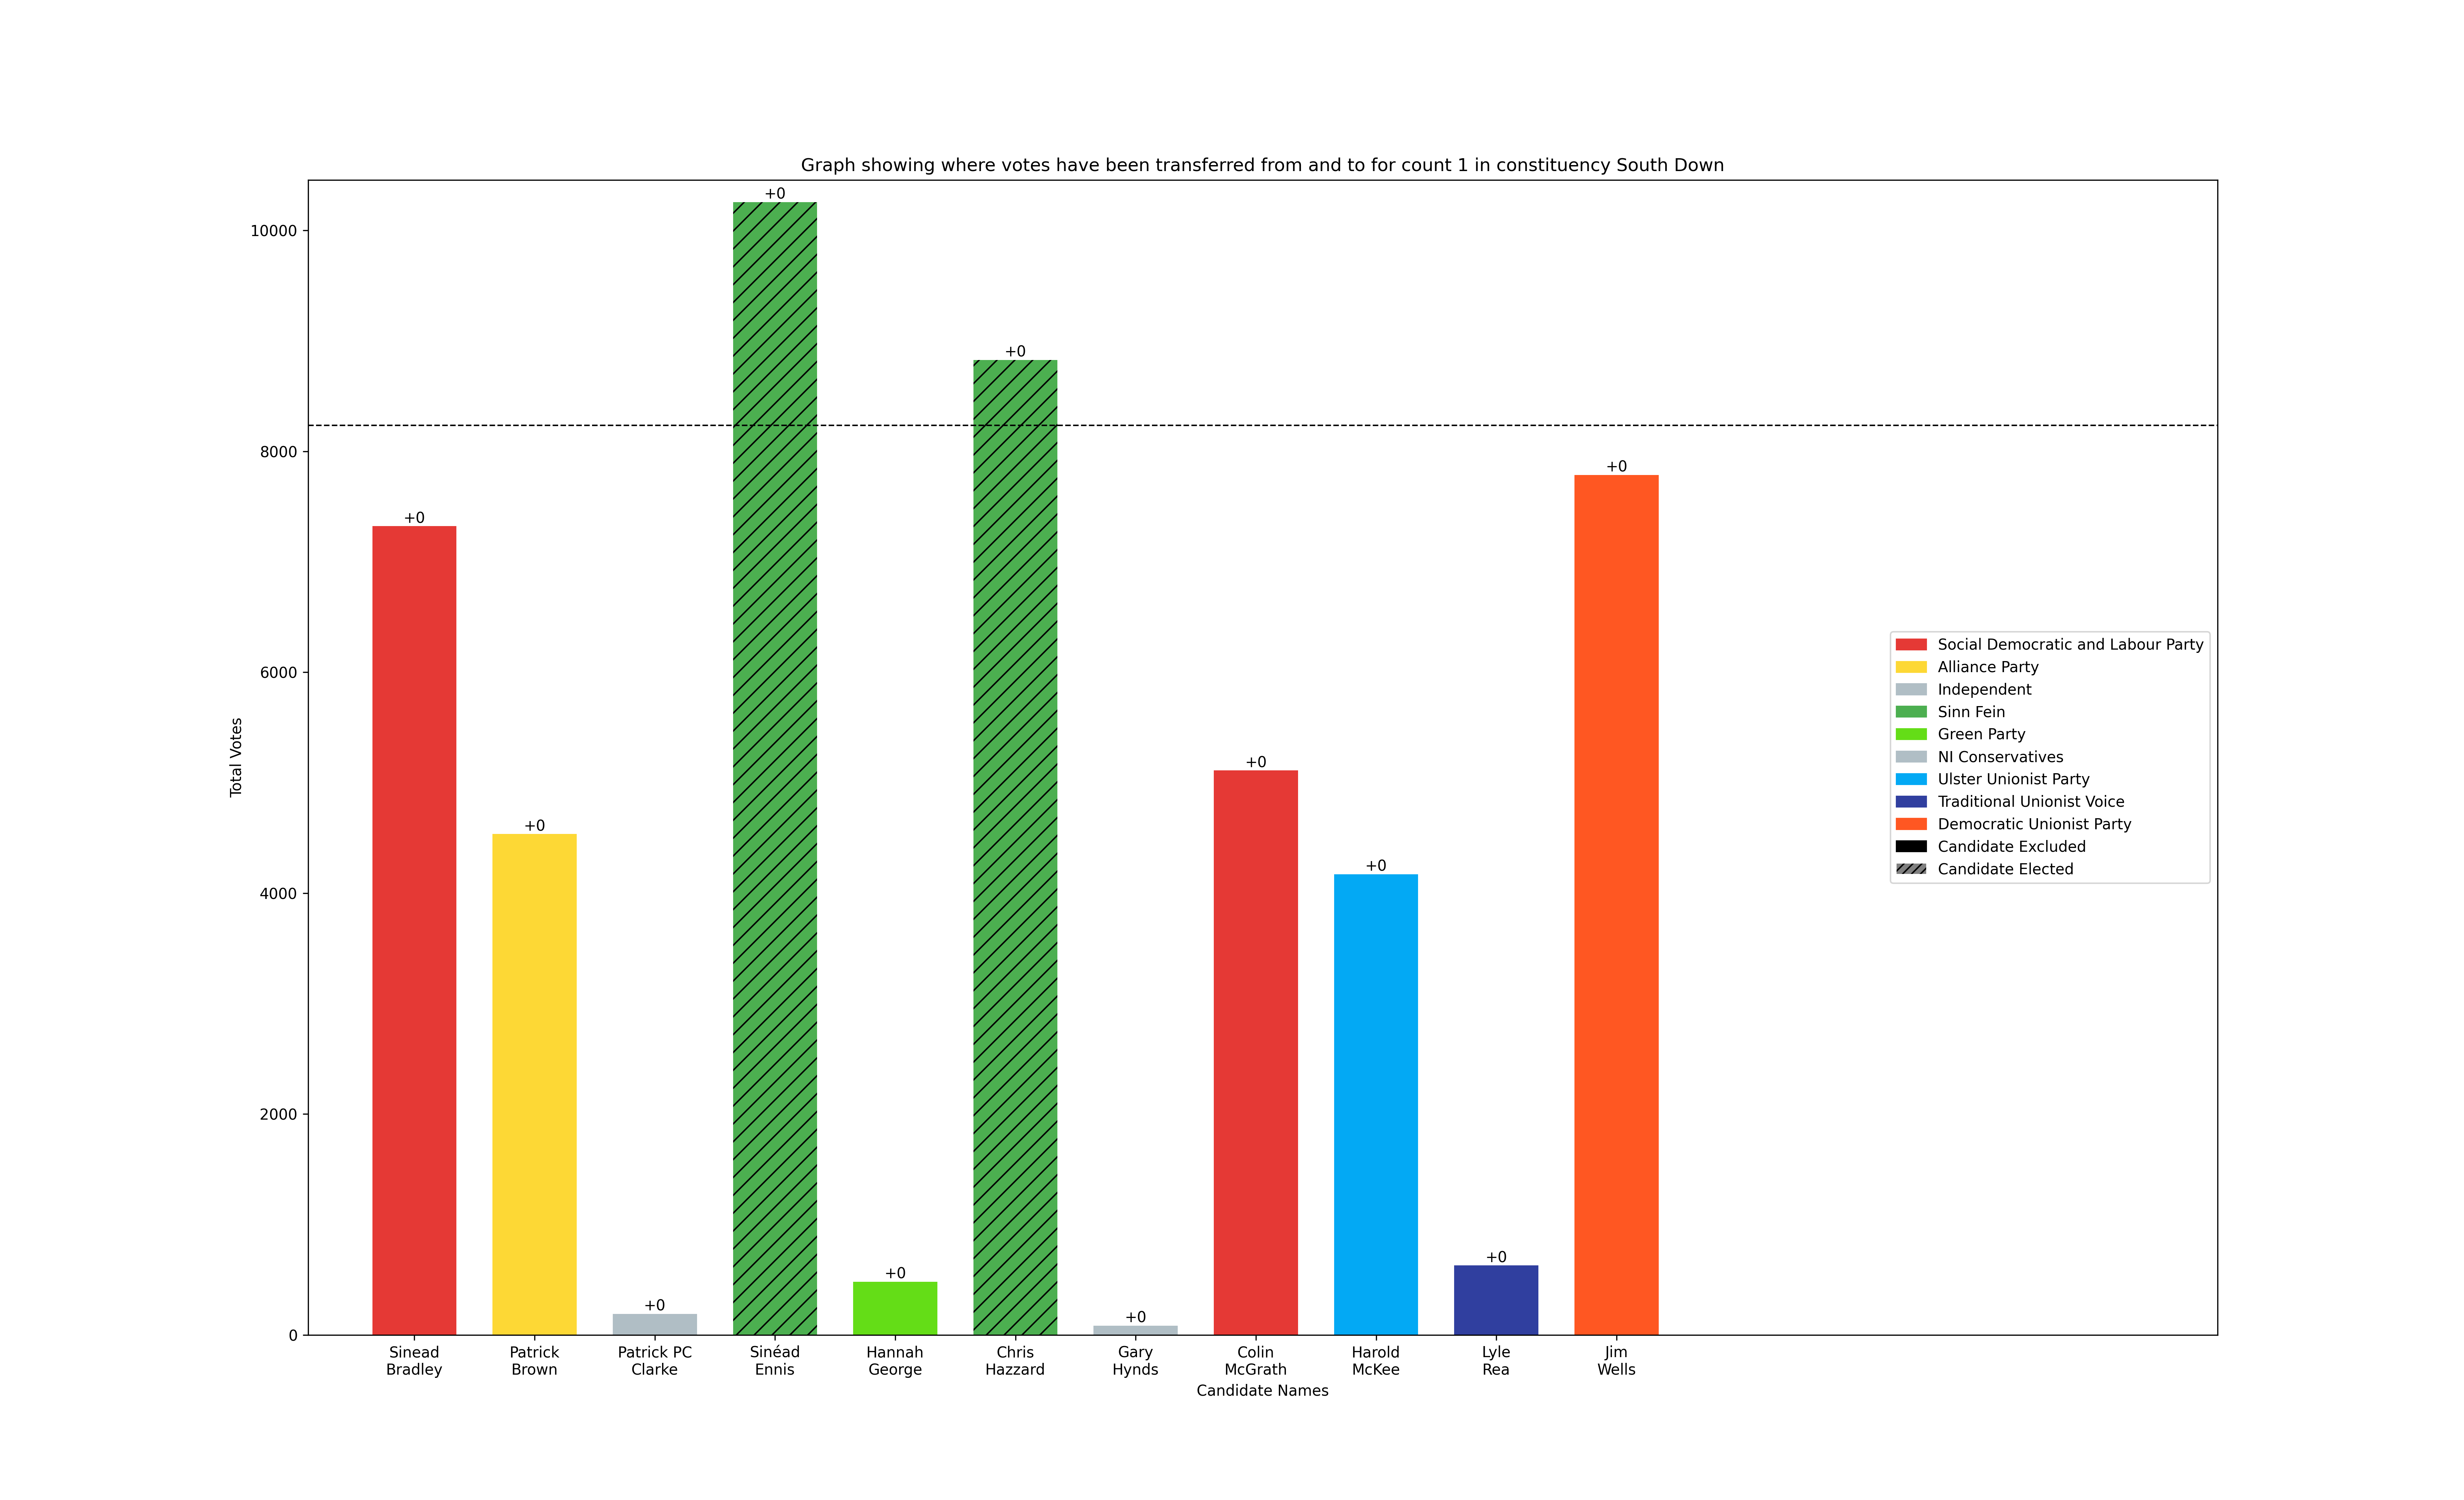 Graph showing where votes have been transferred from and to for count 1 in constituency South Down
+0
+0
+0
+0
+0
+0
+0
+0
+0
+0
+0
10000
8000
6000
4000
2000
0
Total Votes
Social Democratic and Labour Party
Alliance Party
Independent
Sinn Fein
Green Party
NI Conservatives
Ulster Unionist Party
Traditional Unionist Voice
Democratic Unionist Party
Candidate Excluded
Candidate Elected
Sinead
Bradley
Patrick
Brown
Patrick PC
Clarke
Sinéad
Ennis
Hannah
George
Chris
Hazzard
Gary
Hynds
Colin
McGrath
Harold
McKee
Lyle
Rea
Jim
Wells
Candidate Names